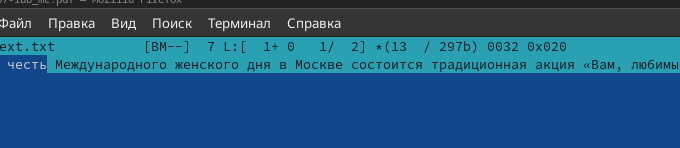 7-lab_mc.pdf — Mozilla Firefox
Файл Правка Вид Поиск Терминал Справка
ext.txt [BM--] 7 L:[ 1+ 0 1/ 2] *(13 / 297b) 0032 0x020
честь Международного женского дня в Москве состоится традиционная акция «Вам, любимы